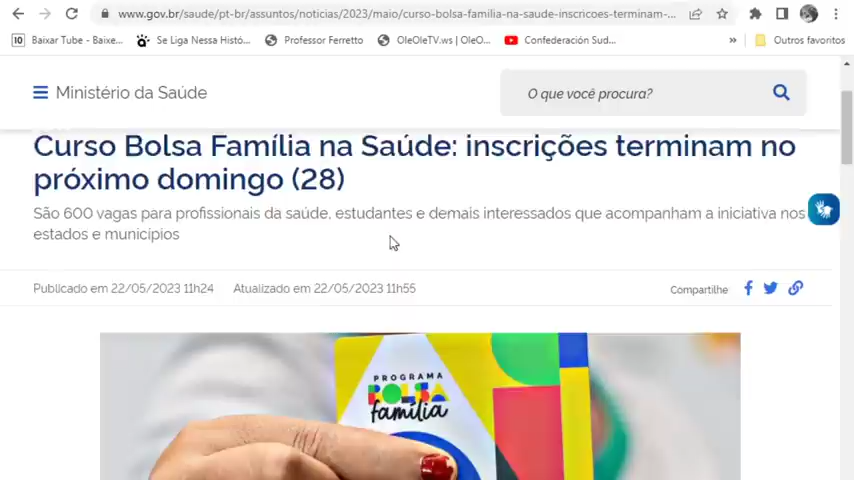 www.gov.br/saude/pt-br/assuntos/noticias/2023/maio/curso-bolsa-familia-na-saude-inscricoes-terminam-...
Baixar Tube - Baixe... Se Liga Nessa Histó... Professor Ferretto OleOleTV.ws | OleO... Confederación Sud... » Outros favoritos
Ministério da Saúde
O que você procura?
Curso Bolsa Família na Saúde: inscrições terminam no
próximo domingo (28)
São 600 vagas para profissionais da saúde, estudantes e demais interessados que acompanham a iniciativa nos
estados e municípios
Publicado em 22/05/2023 11h24 Atualizado em 22/05/2023 11h55
Compartilhe
PROGRAMA
BOLSA
família